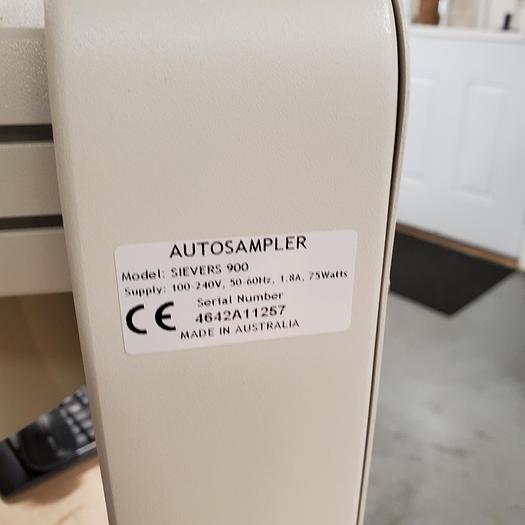 AUTOSAMPLER
Model: SIEVERS 900
Supply: 100-240V, 50-60Hz, 1.8A, 75Watts
Serial Number
CE 4642A11257
MADE IN AUSTRALIA